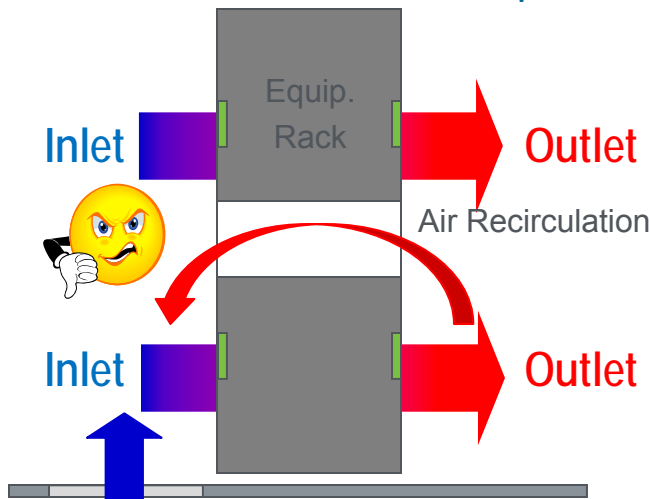 Equip.
Rack
Inlet
Outlet
Air Recirculation
Inlet
Outlet